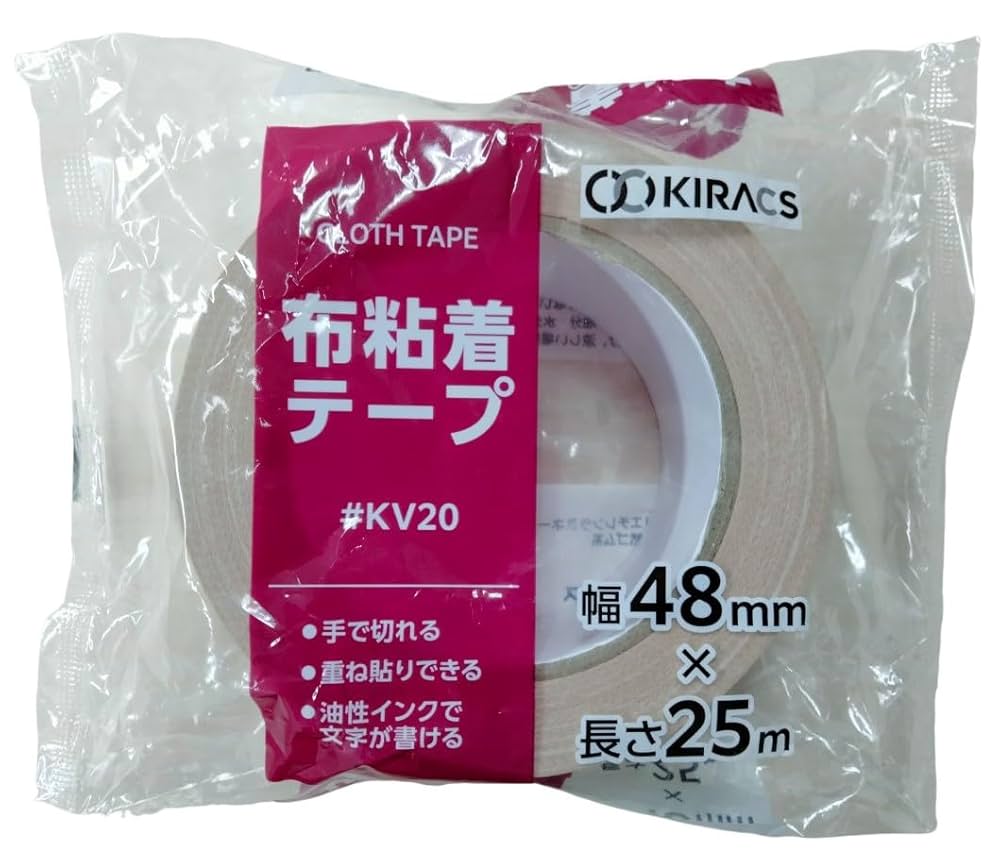 KIRACS
CLOTH TAPE
布粘着
テープ
#KV20
●手で切れる
●重ね貼りできる
●油性インクで
文字が書ける
幅48mm
×
長さ25m